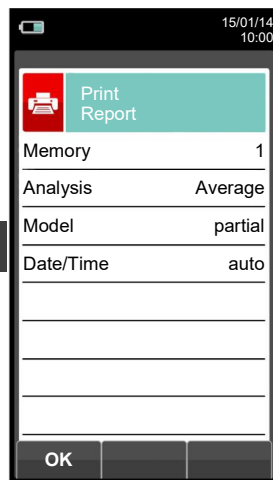 15/01/14
10:00
Print
Report
Memory 1
Analysis Average
Model partial
Date/Time auto
OK